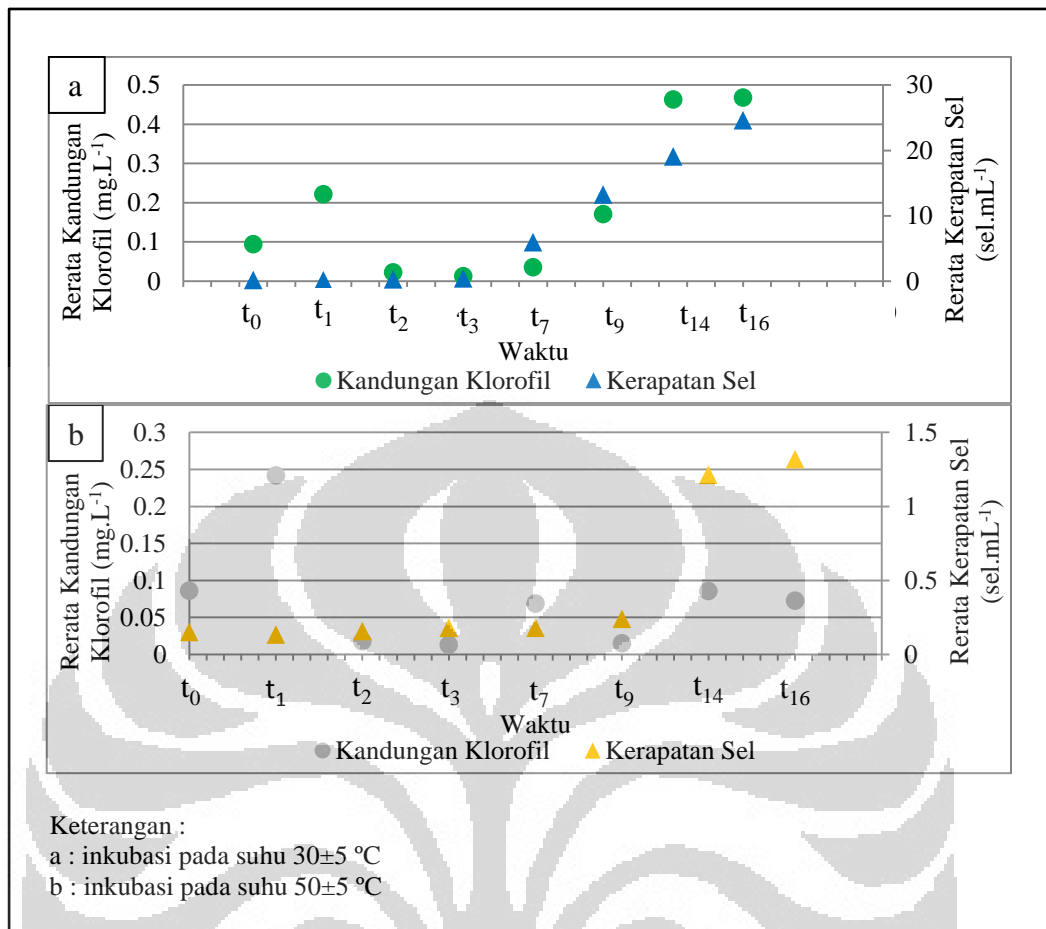 a
Rerata Kandungan
Klorofil (mg.L⁻¹)
0.5
0.4
0.3
0.2
0.1
0
30
20
10
0
Rerata Kerapatan Sel
(sel.mL⁻¹)
t₀ t₁ t₂ t₃ t₇ t₉ t₁₄ t₁₆
Waktu
Kandungan Klorofil Kerapatan Sel
b
Rerata Kandungan
Klorofil (mg.L⁻¹)
0.3
0.25
0.2
0.15
0.1
0.05
0
1.5
1
0.5
0
Rerata Kerapatan Sel
(sel.mL⁻¹)
t₀ t₁ t₂ t₃ t₇ t₉ t₁₄ t₁₆
Waktu
Kandungan Klorofil Kerapatan Sel
Keterangan :
a : inkubasi pada suhu 30±5 ºC
b : inkubasi pada suhu 50±5 ºC